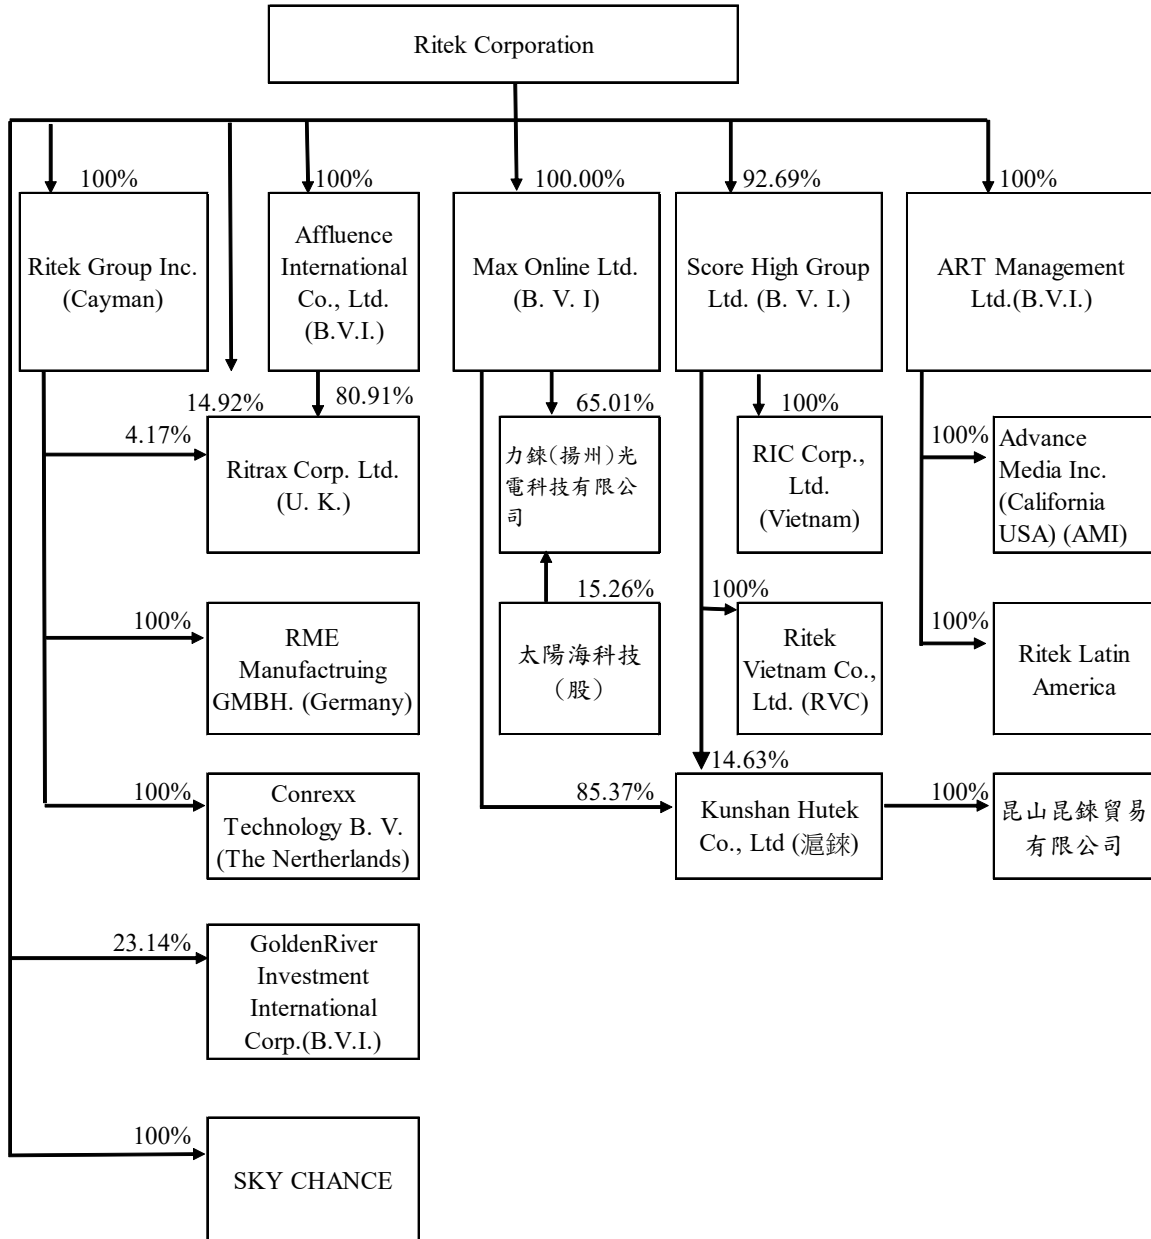 Ritek Corporation
100%
100%
100.00%
92.69%
100%
Ritek Group Inc.
(Cayman)
Affluence
International
Co., Ltd.
(B.V.I.)
Max Online Ltd.
(B. V. I)
Score High Group
Ltd. (B. V. I.)
ART Management
Ltd.(B.V.I.)
14.92%
80.91%
65.01%
100%
4.17%
Ritrax Corp. Ltd.
(U. K.)
力錸(揚州)光
電科技有限公
司
RIC Corp.,
Ltd.
(Vietnam)
100%
Advance
Media Inc.
(California
USA) (AMI)
15.26%
100%
100%
RME
Manufactruing
GMBH. (Germany)
太陽海科技
(股)
Ritek
Vietnam Co.,
Ltd. (RVC)
100%
Ritek Latin
America
14.63%
100%
Conrexx
Technology B. V.
(The Nertherlands)
85.37%
Kunshan Hutek
Co., Ltd (滬錸)
100%
昆山昆錸貿易
有限公司
23.14%
GoldenRiver
Investment
International
Corp.(B.V.I.)
100%
SKY CHANCE